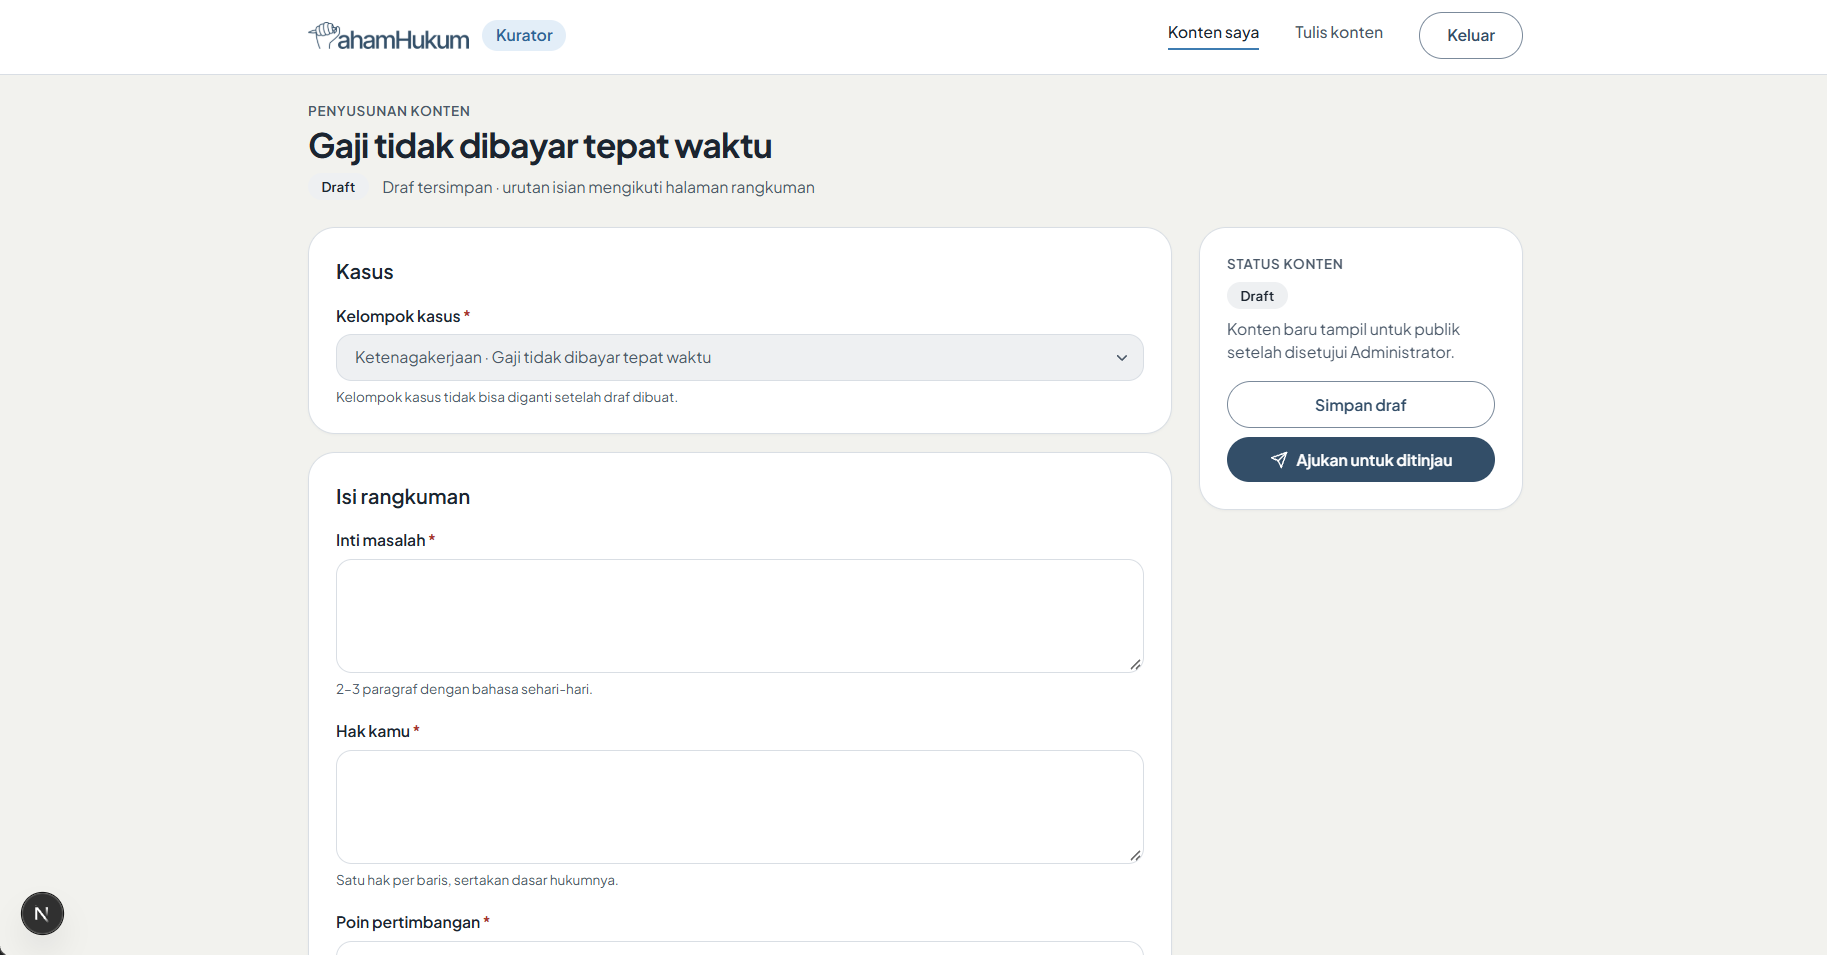 PahamHukum
Kurator
Konten saya
Tulis konten
Keluar
PENYUSUNAN KONTEN
Gaji tidak dibayar tepat waktu
Draft
Draf tersimpan · urutan isian mengikuti halaman rangkuman
Kasus
Kelompok kasus *
Ketenagakerjaan · Gaji tidak dibayar tepat waktu
Kelompok kasus tidak bisa diganti setelah draf dibuat.
Isi rangkuman
Inti masalah *
2–3 paragraf dengan bahasa sehari-hari.
Hak kamu *
Satu hak per baris, sertakan dasar hukumnya.
Poin pertimbangan *
STATUS KONTEN
Draft
Konten baru tampil untuk publik
setelah disetujui Administrator.
Simpan draf
Ajukan untuk ditinjau
N